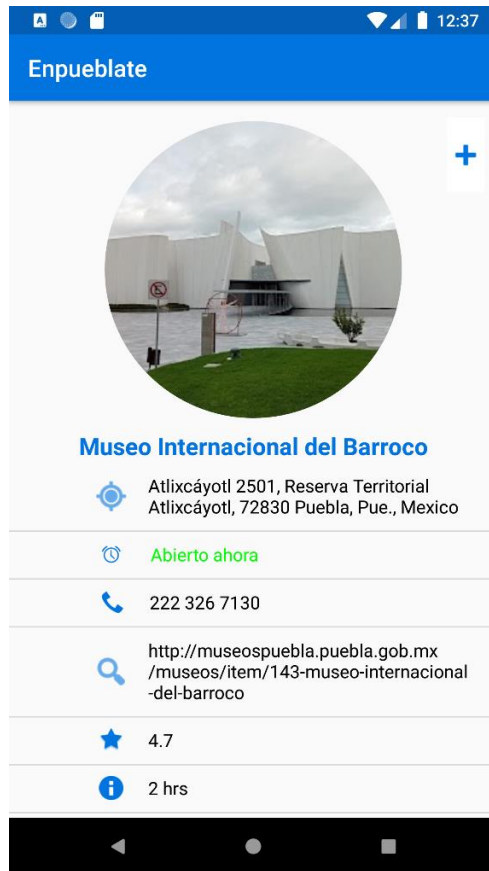 12:37
Enpueblate
Museo Internacional del Barroco
Atlixcáyotl 2501, Reserva Territorial
Atlixcáyotl, 72830 Puebla, Pue., Mexico
Abierto ahora
222 326 7130
http://museospuebla.puebla.gob.mx
/museos/item/143-museo-internacional
-del-barroco
4.7
2 hrs